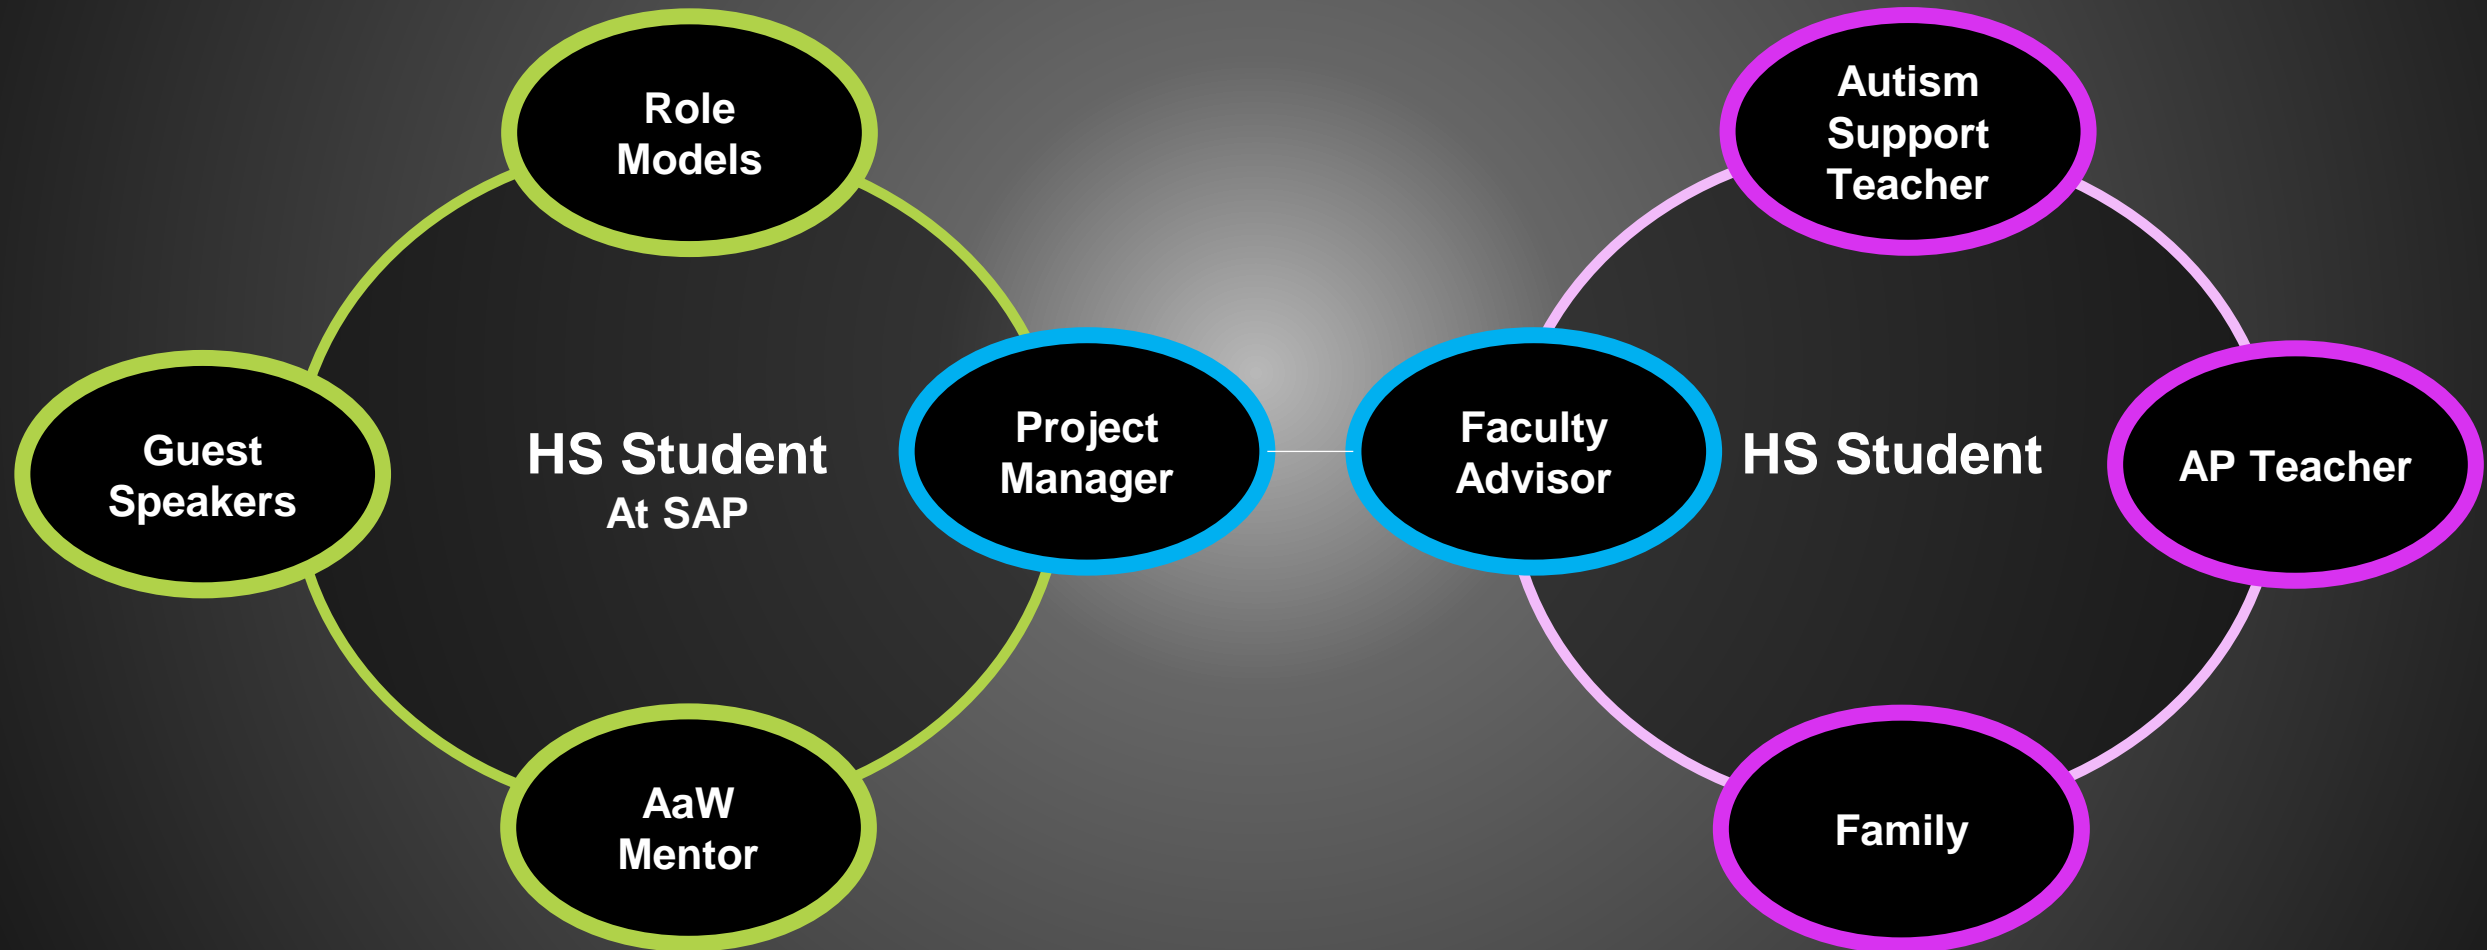 Role
Models
Guest
Speakers
HS Student
At SAP
Project
Manager
AaW
Mentor
Autism
Support
Teacher
Faculty
Advisor
HS Student
AP Teacher
Family